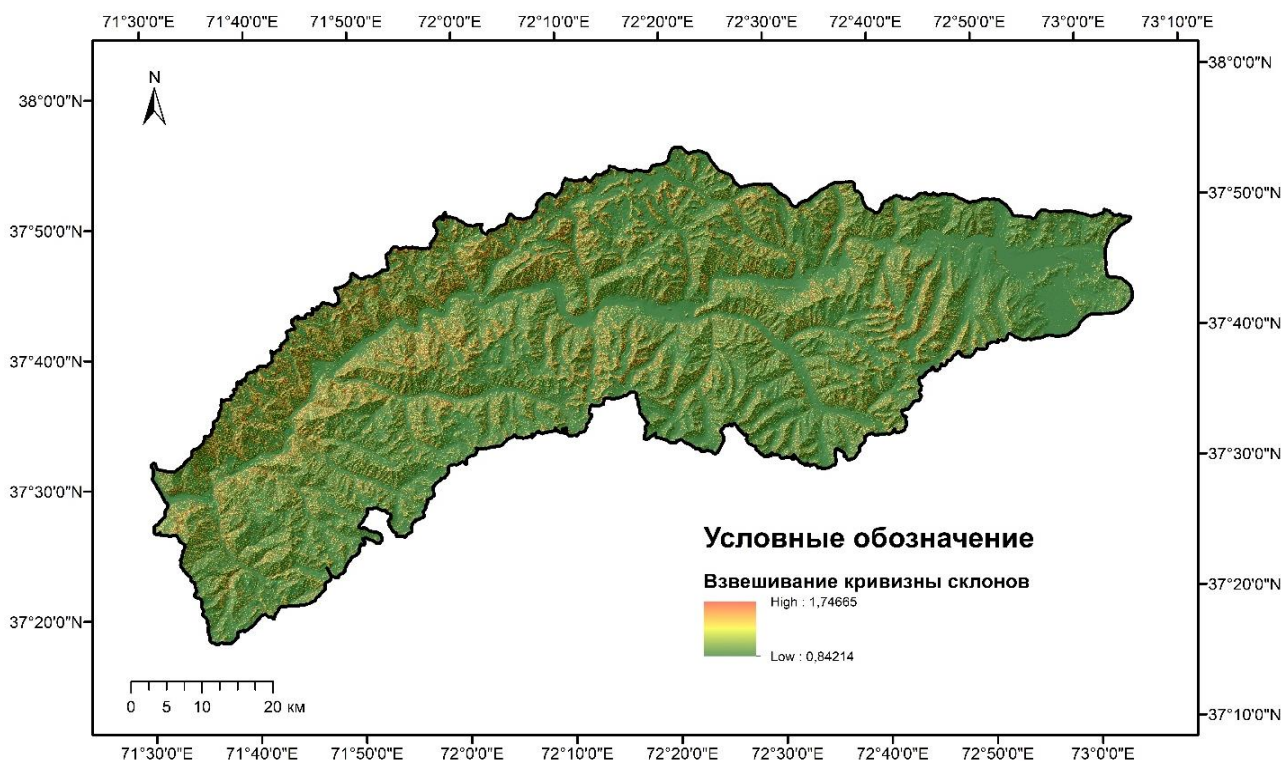 71°30'0"E 71°40'0"E 71°50'0"E 72°0'0"E 72°10'0"E 72°20'0"E 72°30'0"E 72°40'0"E 72°50'0"E 73°0'0"E 73°10'0"E
38°0'0"N
N
38°0'0"N
37°50'0"N
37°50'0"N
37°40'0"N
37°40'0"N
37°30'0"N
37°30'0"N
Условные обозначение
Взвешивание кривизны склонов
High : 1,74665
Low : 0,84214
37°20'0"N
37°20'0"N
0 5 10 20 км
37°10'0"N
71°30'0"E 71°40'0"E 71°50'0"E 72°0'0"E 72°10'0"E 72°20'0"E 72°30'0"E 72°40'0"E 72°50'0"E 73°0'0"E